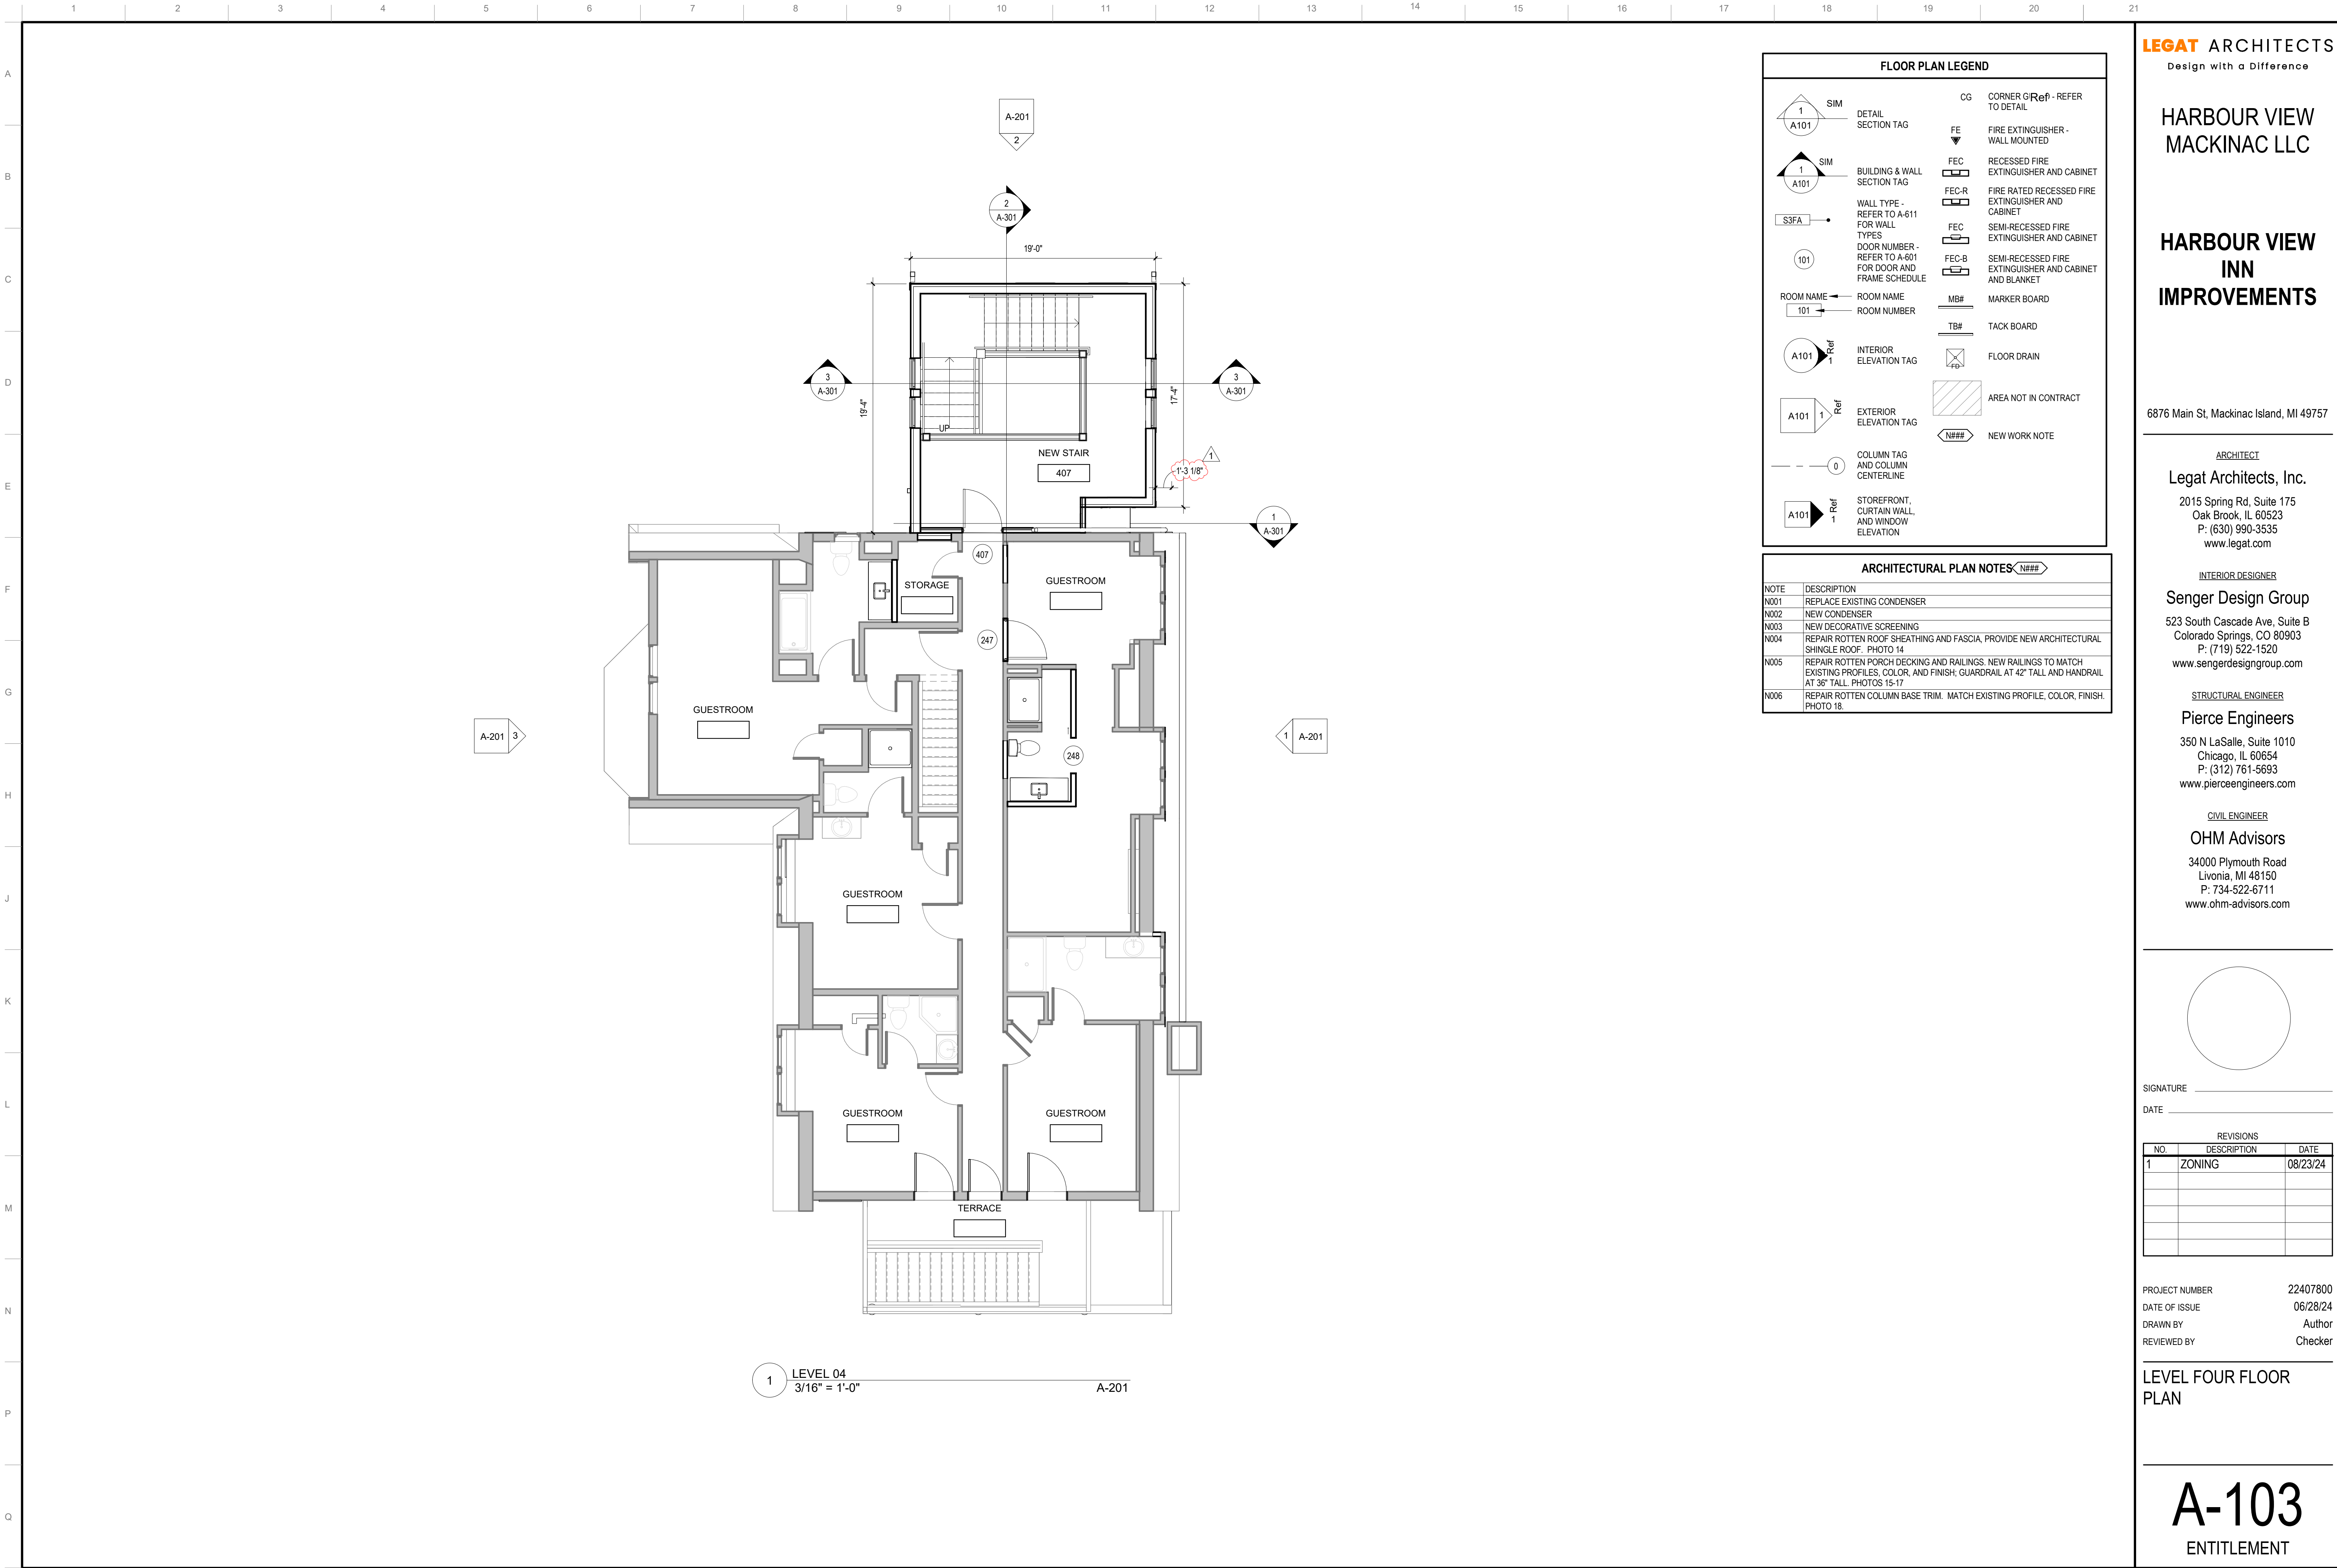 1 2 3 4 5 6 7 8 9 10 11 12 13 14 15 16 17 18 19 20 21
A
B
C
D
E
F
G
H
J
K
L
M
N
P
Q
A-201
2
2
A-301
19'-0"
3
A-301
3
A-301
19'-4"
17'-4"
UP
NEW STAIR
407
1'-3 1/8"
1
1
A-301
407
STORAGE
GUESTROOM
247
GUESTROOM
A-201 3
1 A-201
248
GUESTROOM
GUESTROOM
GUESTROOM
TERRACE
1
LEVEL 04
3/16" = 1'-0"
A-201
FLOOR PLAN LEGEND
1
A101
SIM
DETAIL
SECTION TAG
1
A101
SIM
BUILDING & WALL
SECTION TAG
S3FA
WALL TYPE -
REFER TO A-611
FOR WALL
TYPES
101
DOOR NUMBER -
REFER TO A-601
FOR DOOR AND
FRAME SCHEDULE
ROOM NAME
101
ROOM NAME
ROOM NUMBER
A101
1
Ref
INTERIOR
ELEVATION TAG
A101 1
Ref
EXTERIOR
ELEVATION TAG
0
COLUMN TAG
AND COLUMN
CENTERLINE
A101
1
Ref
STOREFRONT,
CURTAIN WALL,
AND WINDOW
ELEVATION
CG
CORNER Ref - REFER
TO DETAIL
FE
FIRE EXTINGUISHER -
WALL MOUNTED
FEC
RECESSED FIRE
EXTINGUISHER AND CABINET
FEC-R
FIRE RATED RECESSED FIRE
EXTINGUISHER AND
CABINET
FEC
SEMI-RECESSED FIRE
EXTINGUISHER AND CABINET
FEC-B
SEMI-RECESSED FIRE
EXTINGUISHER AND CABINET
AND BLANKET
MB#
MARKER BOARD
TB#
TACK BOARD
FD
FLOOR DRAIN
AREA NOT IN CONTRACT
N###
NEW WORK NOTE
ARCHITECTURAL PLAN NOTES N###
NOTE DESCRIPTION
N001 REPLACE EXISTING CONDENSER
N002 NEW CONDENSER
N003 NEW DECORATIVE SCREENING
N004 REPAIR ROTTEN ROOF SHEATHING AND FASCIA, PROVIDE NEW ARCHITECTURAL
SHINGLE ROOF. PHOTO 14
N005 REPAIR ROTTEN PORCH DECKING AND RAILINGS. NEW RAILINGS TO MATCH
EXISTING PROFILES, COLOR, AND FINISH; GUARDRAIL AT 42" TALL AND HANDRAIL
AT 36" TALL. PHOTOS 15-17
N006 REPAIR ROTTEN COLUMN BASE TRIM. MATCH EXISTING PROFILE, COLOR, FINISH.
PHOTO 18.
LEGAT ARCHITECTS
Design with a Difference
HARBOUR VIEW
MACKINAC LLC
HARBOUR VIEW
INN
IMPROVEMENTS
6876 Main St, Mackinac Island, MI 49757
ARCHITECT
Legat Architects, Inc.
2015 Spring Rd, Suite 175
Oak Brook, IL 60523
P: (630) 990-3535
www.legat.com
INTERIOR DESIGNER
Senger Design Group
523 South Cascade Ave, Suite B
Colorado Springs, CO 80903
P: (719) 522-1520
www.sengerdesigngroup.com
STRUCTURAL ENGINEER
Pierce Engineers
350 N LaSalle, Suite 1010
Chicago, IL 60654
P: (312) 761-5693
www.pierceengineers.com
CIVIL ENGINEER
OHM Advisors
34000 Plymouth Road
Livonia, MI 48150
P: 734-522-6711
www.ohm-advisors.com
SIGNATURE
DATE
REVISIONS
NO. DESCRIPTION DATE
1 ZONING 08/23/24
PROJECT NUMBER 22407800
DATE OF ISSUE 06/28/24
DRAWN BY Author
REVIEWED BY Checker
LEVEL FOUR FLOOR
PLAN
A-103
ENTITLEMENT